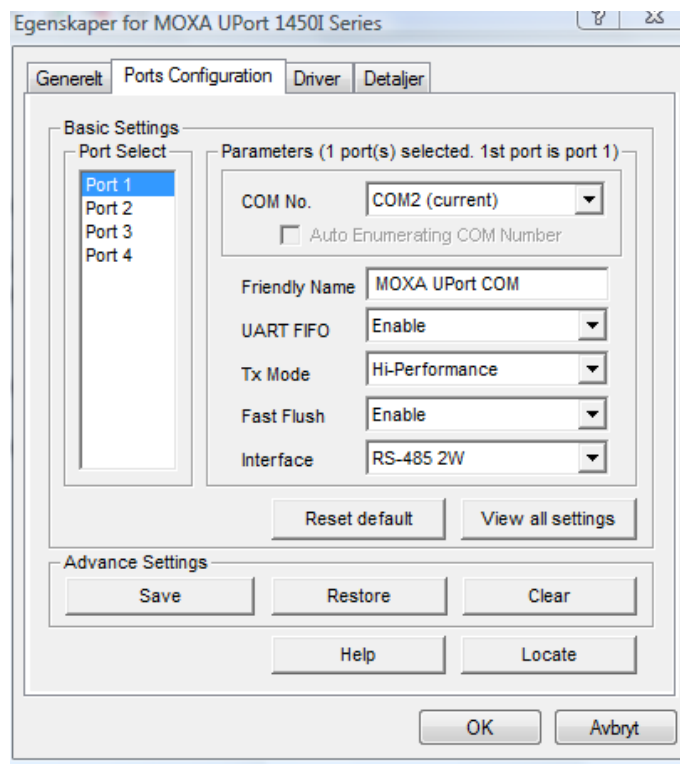 Egenskaper for MOXA UPort 1450I Series
Generelt Ports Configuration Driver Detaljer
Basic Settings
Port Select
Port 1
Port 2
Port 3
Port 4
Parameters (1 port(s) selected. 1st port is port 1)
COM No. COM2 (current)
Auto Enumerating COM Number
Friendly Name MOXA UPort COM
UART FIFO Enable
Tx Mode Hi-Performance
Fast Flush Enable
Interface RS-485 2W
Reset default View all settings
Advance Settings
Save Restore Clear
Help Locate
OK Avbryt